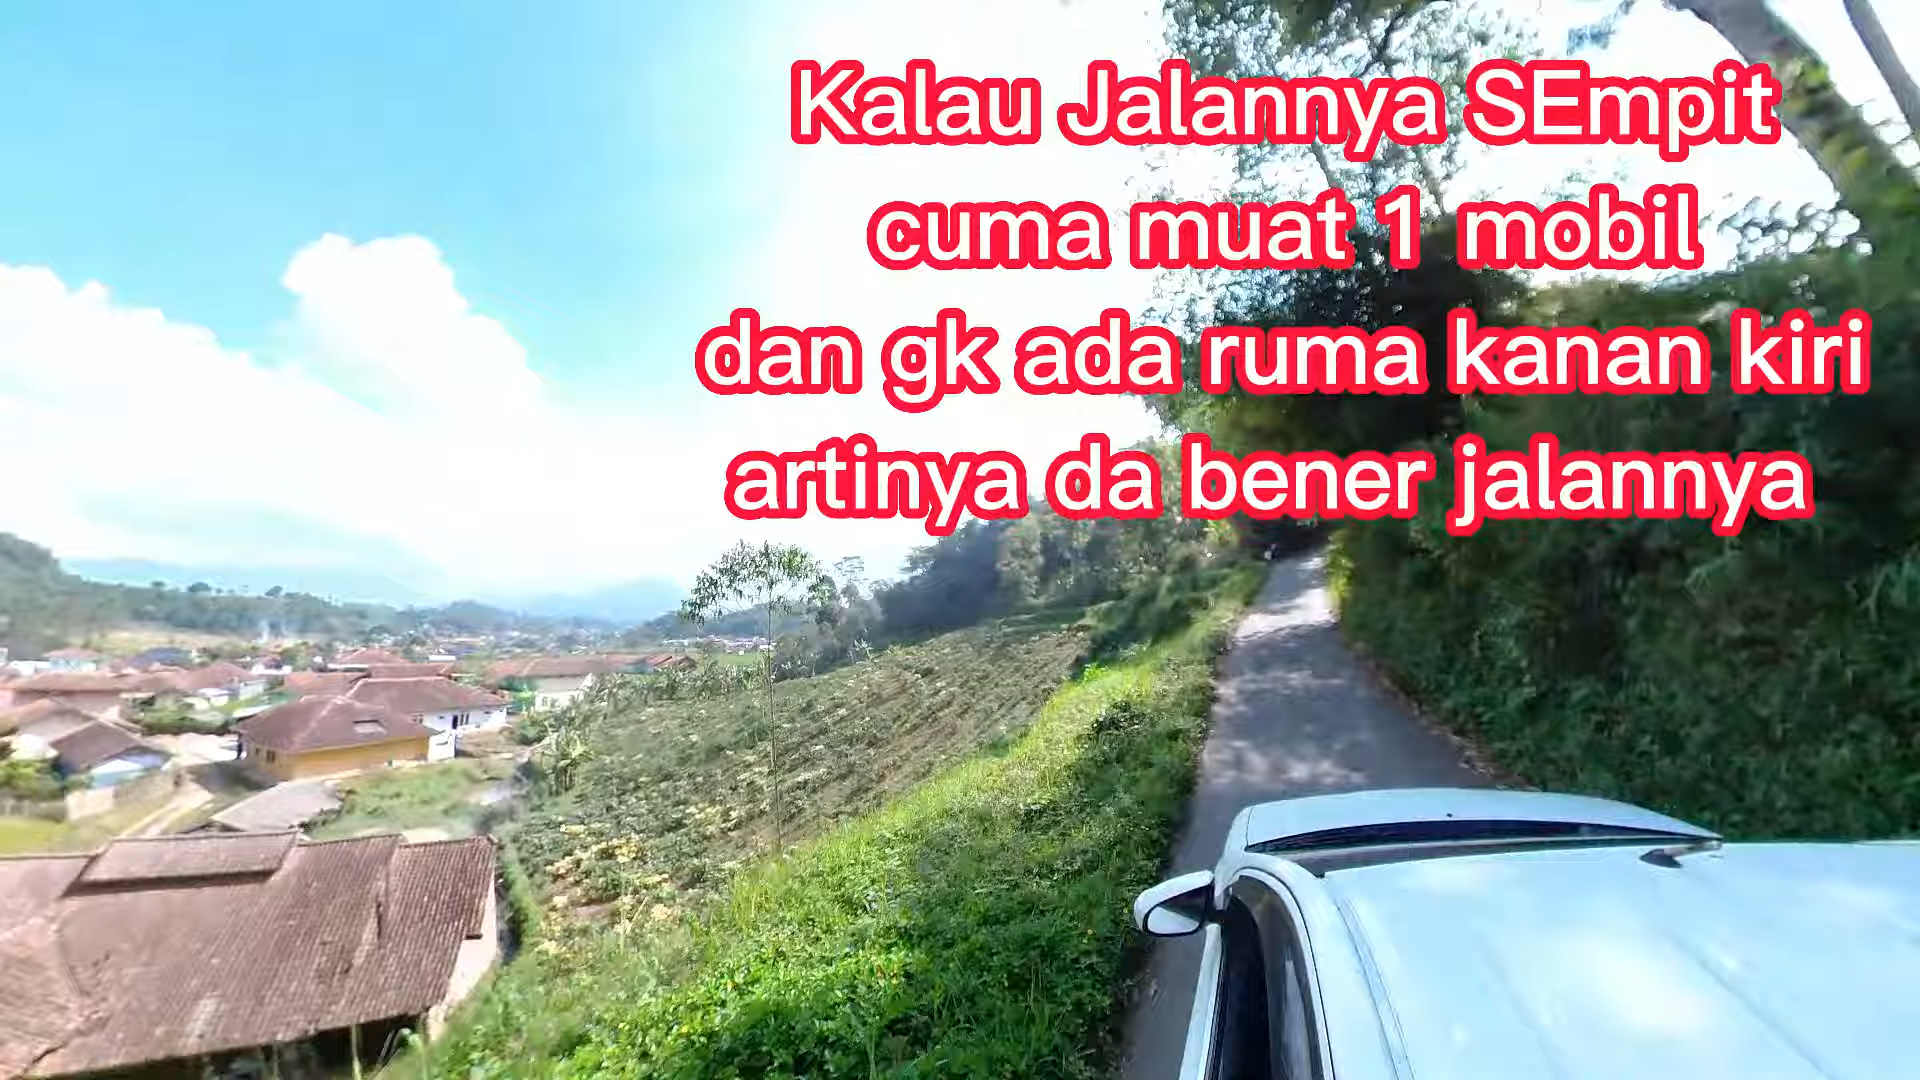 Kalau Jalannya SEmpit
cuma muat 1 mobil
dan gk ada ruma kanan kiri
artinya da bener jalannya